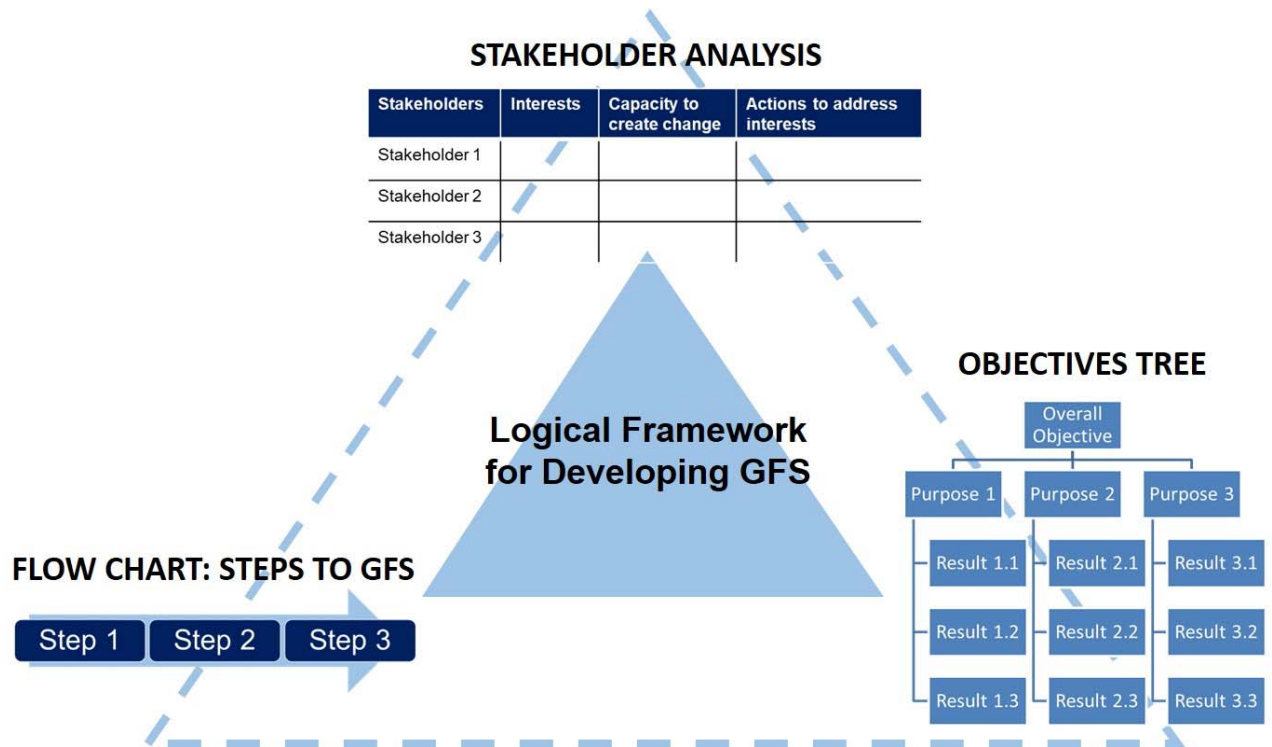 STAKEHOLDER ANALYSIS
Stakeholders
Interests
Capacity to
create change
Actions to address
interests
Stakeholder 1
Stakeholder 2
Stakeholder 3
Logical Framework
for Developing GFS
OBJECTIVES TREE
Overall
Objective
Purpose 1
Purpose 2
Purpose 3
Result 1.1
Result 2.1
Result 3.1
Result 1.2
Result 2.2
Result 3.2
Result 1.3
Result 2.3
Result 3.3
FLOW CHART: STEPS TO GFS
Step 1
Step 2
Step 3